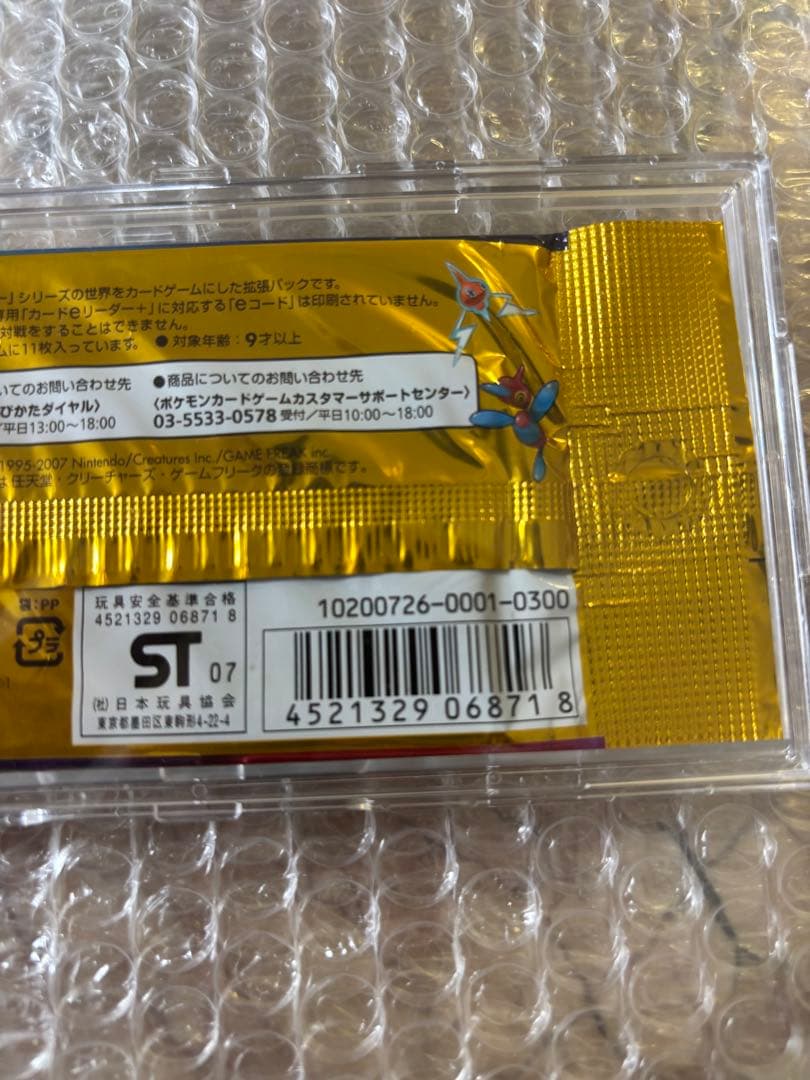 ー」シリーズの世界をカードゲームにした拡張パックです。
専用「カードeリーダー+」に対応する「eコード」は印刷されていません。
対戦をすることはできません。
ムに11枚入っています。 ●対象年齢:9才以上
いてのお問い合わせ先
びかたダイヤル〉
/平日13:00〜18:00
●商品についてのお問い合わせ先
〈ポケモンカードゲームカスタマーサポートセンター〉
03-5533-0578 受付/平日10:00〜18:00
1995-2007 Nintendo/Creatures Inc./GAME FREAK inc.
は 任天堂・クリーチャーズ・ゲームフリークの登録商標です。
袋:PP
プラ
玩具安全基準合格
4521329 06871 8
ST 07
(社)日本玩具協会
東京都墨田区東駒形4-22-4
10200726-0001-0300
4521329 068718